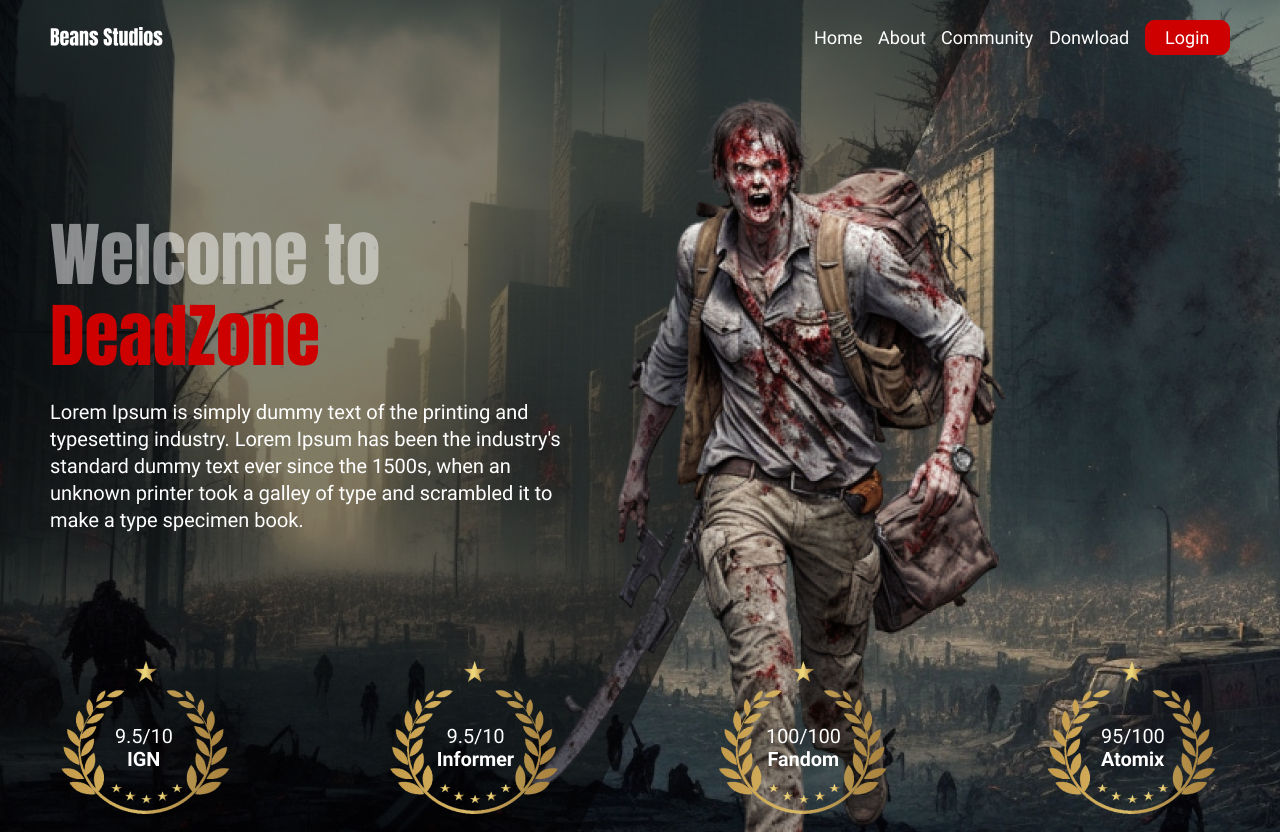 Beans Studios
Home About Community Donwload Login
Welcome to
DeadZone
Lorem Ipsum is simply dummy text of the printing and
typesetting industry. Lorem Ipsum has been the industry's
standard dummy text ever since the 1500s, when an
unknown printer took a galley of type and scrambled it to
make a type specimen book.
9.5/10
IGN
9.5/10
Informer
100/100
Fandom
95/100
Atomix